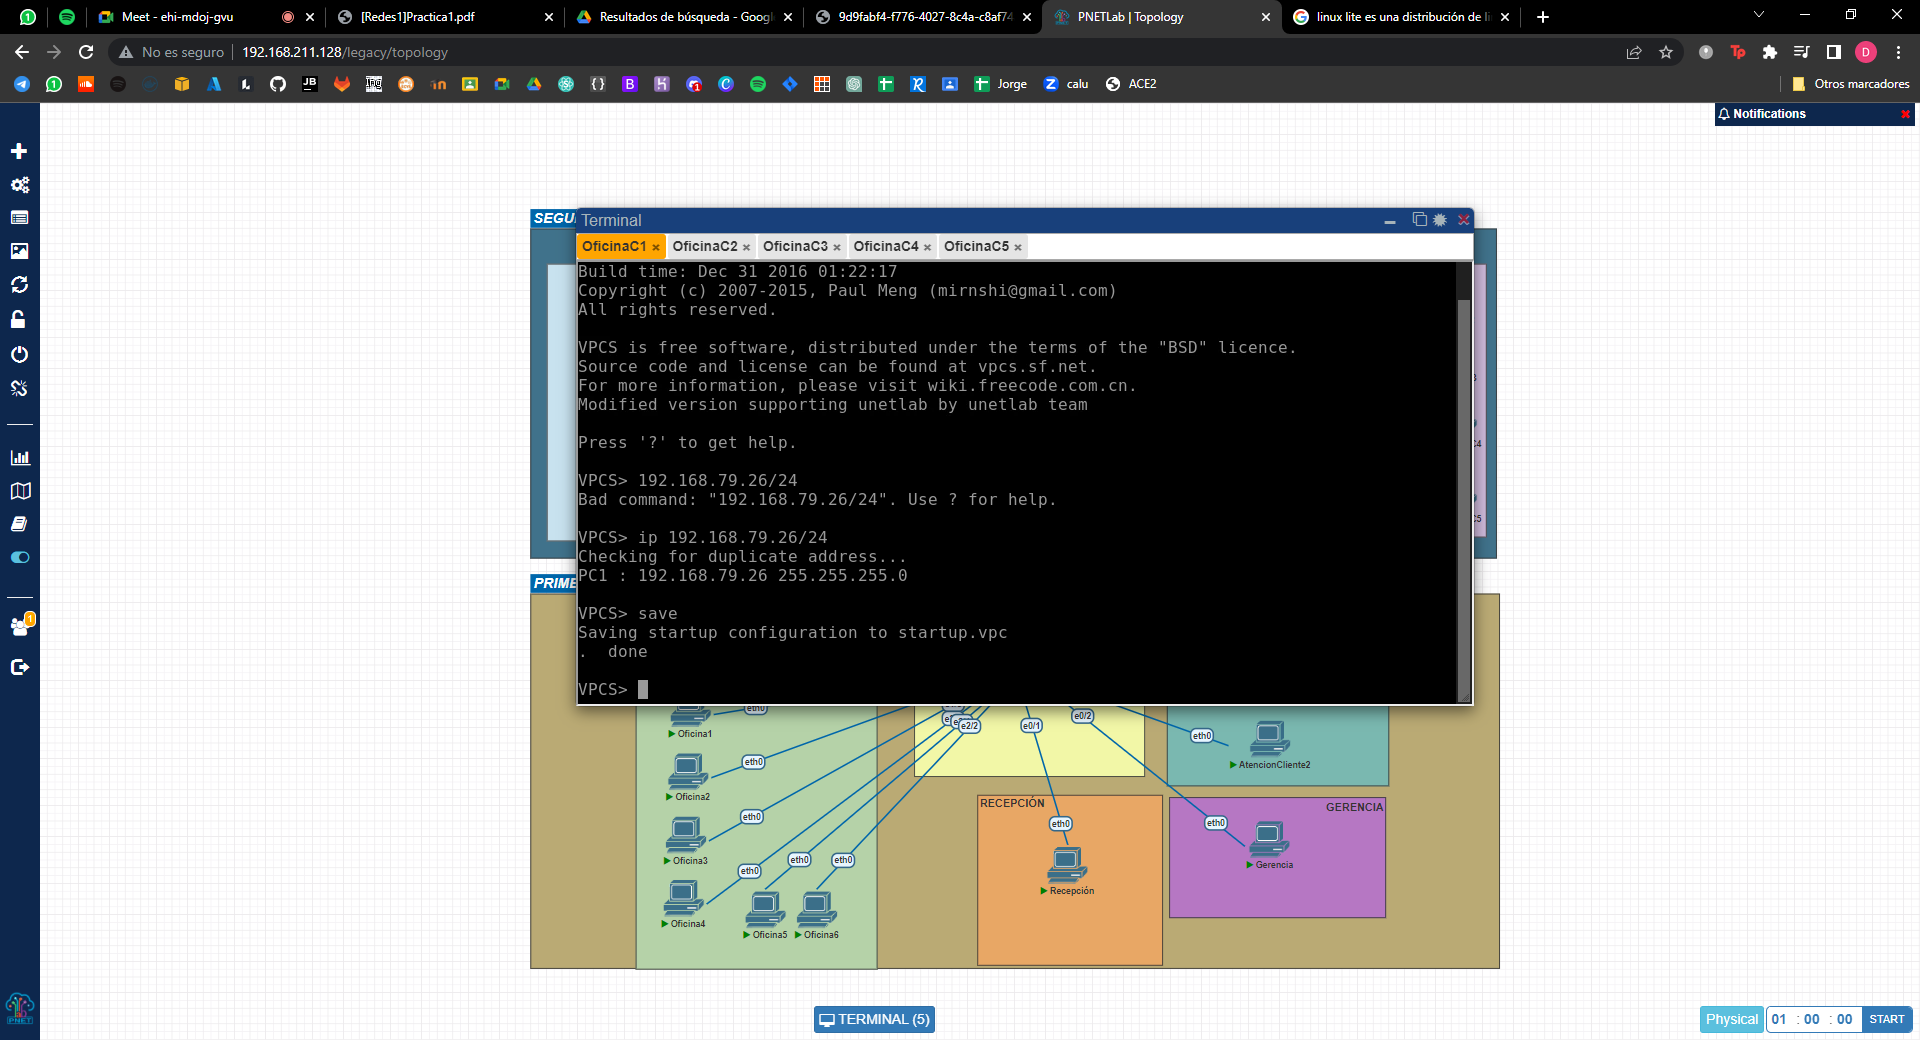 Meet - ehi-mdoj-gvu
[Redes1]Practica1.pdf
Resultados de búsqueda - Googl
9d9fabf4-f776-4027-8c4a-c8af74
PNETLab | Topology
linux lite es una distribución de li
No es seguro
192.168.211.128/legacy/topology
Jorge
calu
ACE2
Otros marcadores
Notifications
SEGU
Terminal
OficinaC1 OficinaC2 OficinaC3 OficinaC4 OficinaC5
Build time: Dec 31 2016 01:22:17
Copyright (c) 2007-2015, Paul Meng (mirnshi@gmail.com)
All rights reserved.
VPCS is free software, distributed under the terms of the "BSD" licence.
Source code and license can be found at vpcs.sf.net.
For more information, please visit wiki.freecode.com.cn.
Modified version supporting unetlab by unetlab team
Press '?' to get help.
VPCS> 192.168.79.26/24
Bad command: "192.168.79.26/24". Use ? for help.
VPCS> ip 192.168.79.26/24
Checking for duplicate address...
PC1 : 192.168.79.26 255.255.255.0
VPCS> save
Saving startup configuration to startup.vpc
.  done
VPCS>
PRIME
eth0
Oficina1
eth0
Oficina2
eth0
Oficina3
eth0
Oficina4
eth0
Oficina5
eth0
Oficina6
e2/2
e0/1
e0/2
eth0
AtencionCliente2
RECEPCIÓN
eth0
Recepción
GERENCIA
eth0
Gerencia
TERMINAL (5)
Physical
01 : 00 : 00
START
PNET